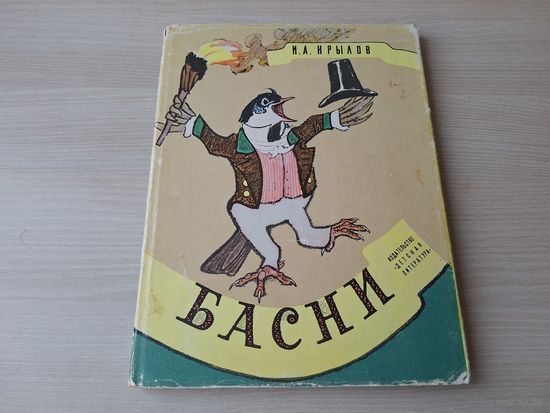 И.А. КРЫЛОВ
БАСНИ
ИЗДАТЕЛЬСТВО
«ДЕТСКАЯ
ЛИТЕРАТУРА»